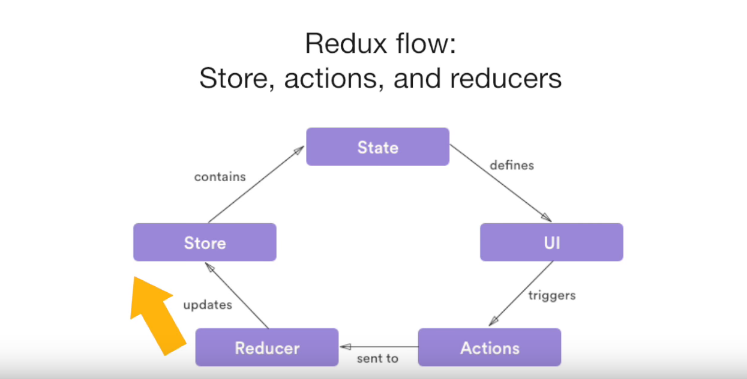 Redux flow:
Store, actions, and reducers
State
contains
defines
Store
UI
updates
triggers
Reducer
sent to
Actions